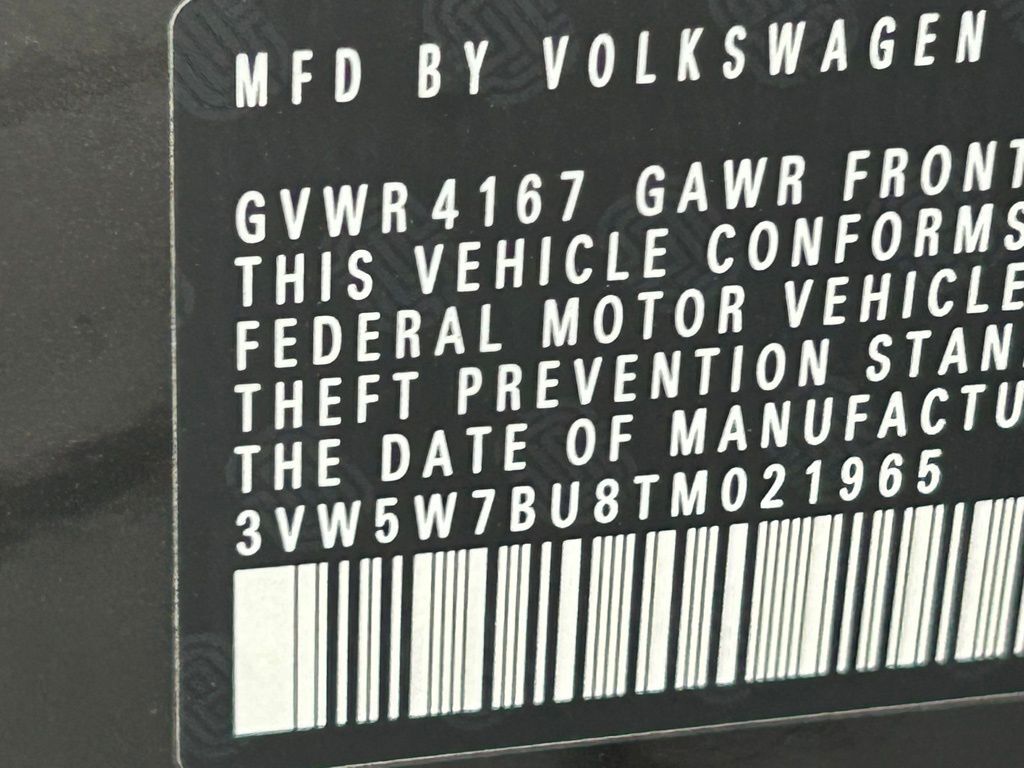 MFD BY VOLKSWAGEN
GVWR 4167 GAWR FRONT
THIS VEHICLE CONFORMS
FEDERAL MOTOR VEHICLE
THEFT PREVENTION STAN
THE DATE OF MANUFACTU
3VW5W7BU8TM021965